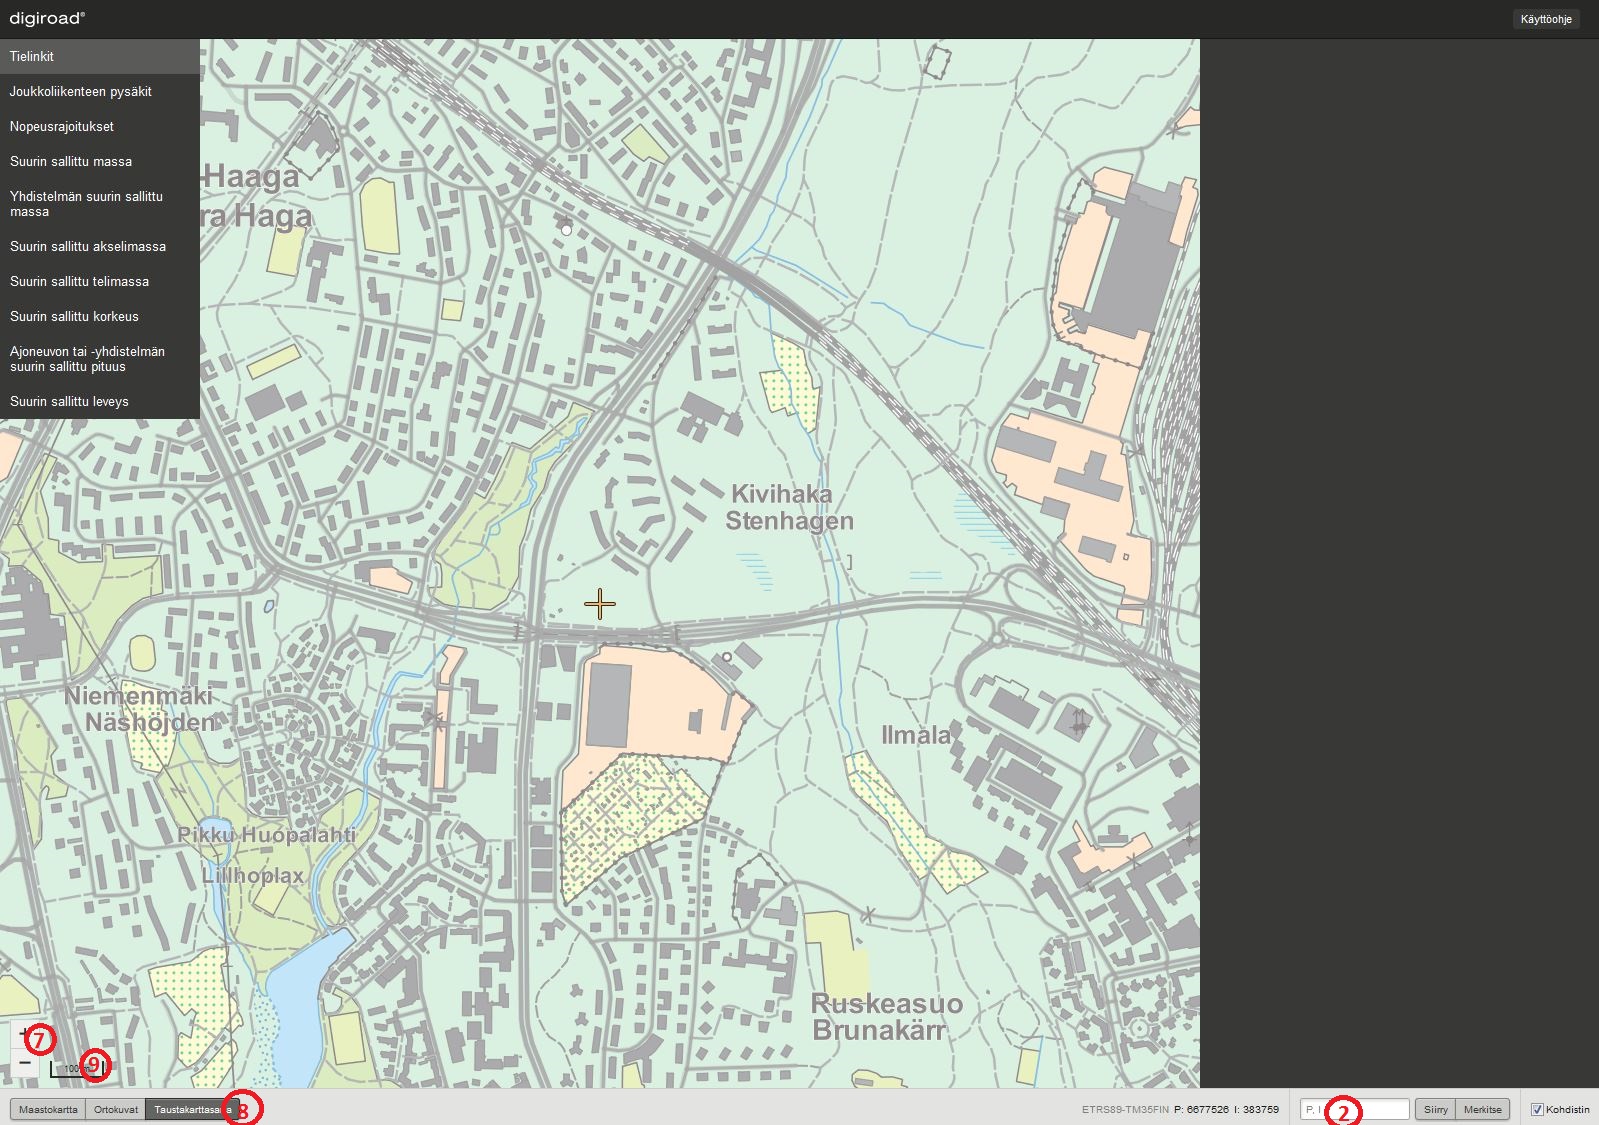 digiroad®
Käyttöohje
Tielinkit
Joukkoliikenteen pysäkit
Nopeusrajoitukset
Suurin sallittu massa
Yhdistelmän suurin sallittu
massa
Suurin sallittu akselimassa
Suurin sallittu telimassa
Suurin sallittu korkeus
Ajoneuvon tai -yhdistelmän
suurin sallittu pituus
Suurin sallittu leveys
-Haaga
ra Haga
Kivihaka
Stenhagen
Niemenmäki
Näshöjden
Ilmala
Pikku Huopalahti
Lillhoplax
Ruskeasuo
Brunakärr
+
7
−
9
Maastokartta
Ortokuvat
8
ETRS89-TM35FIN P: 6677526 I: 383759
P, I
2
Siirry
Merkitse
Kohdistin